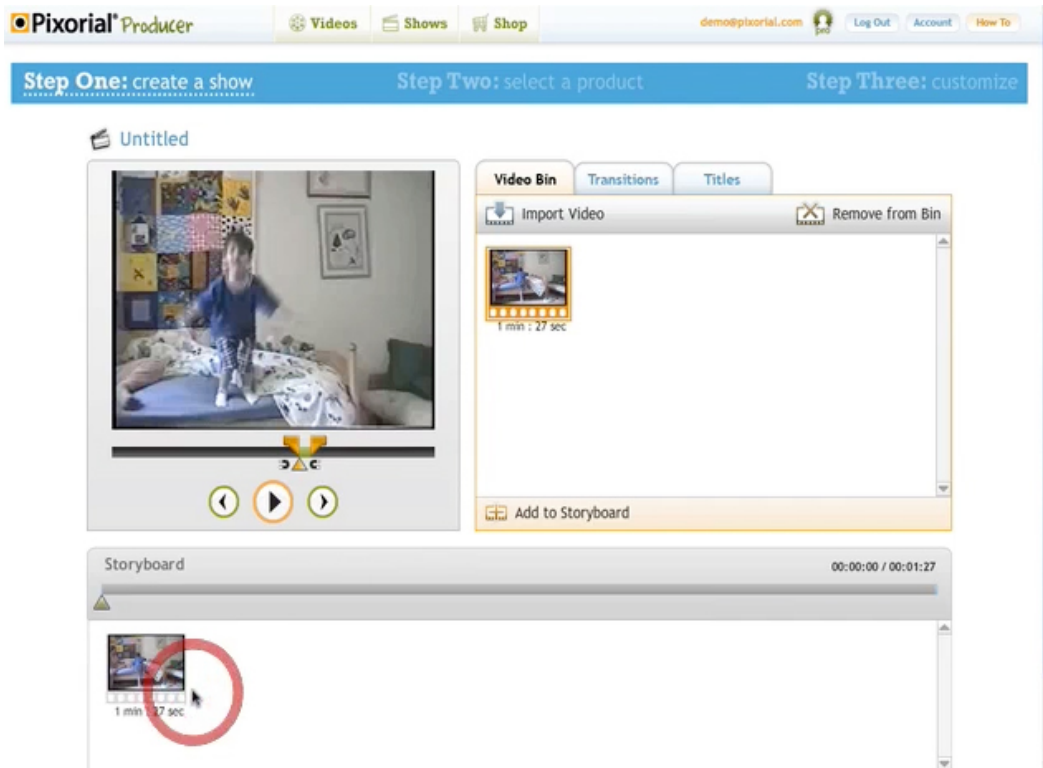 Pixorial® Producer Videos Shows Shop demo@pixorial.com pro Log Out Account How To
Step One: create a show Step Two: select a product Step Three: customize
Untitled
Video Bin Transitions Titles
Import Video Remove from Bin
1 min : 27 sec
Add to Storyboard
Storyboard 00:00:00 / 00:01:27
1 min : 27 sec